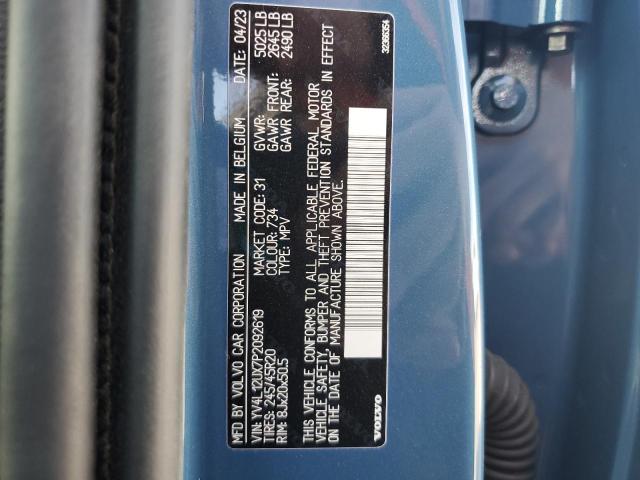 MFD BY VOLVO CAR CORPORATION MADE IN BELGIUM 04/23
VIN: YV4L12UX7P2092619 MARKET CODE: 31 GVWR: 5025 LB
TIRES: 245/45R20 COLOUR: 734 GAWR FRONT: 2645 LB
RIM: 8Jx20x50.5 TYPE: MPV GAWR REAR: 2490 LB
THIS VEHICLE CONFORMS TO ALL APPLICABLE FEDERAL MOTOR
VEHICLE SAFETY, BUMPER AND THEFT PREVENTION STANDARDS IN EFFECT
ON THE DATE OF MANUFACTURE SHOWN ABOVE.
VOLVO 32366354